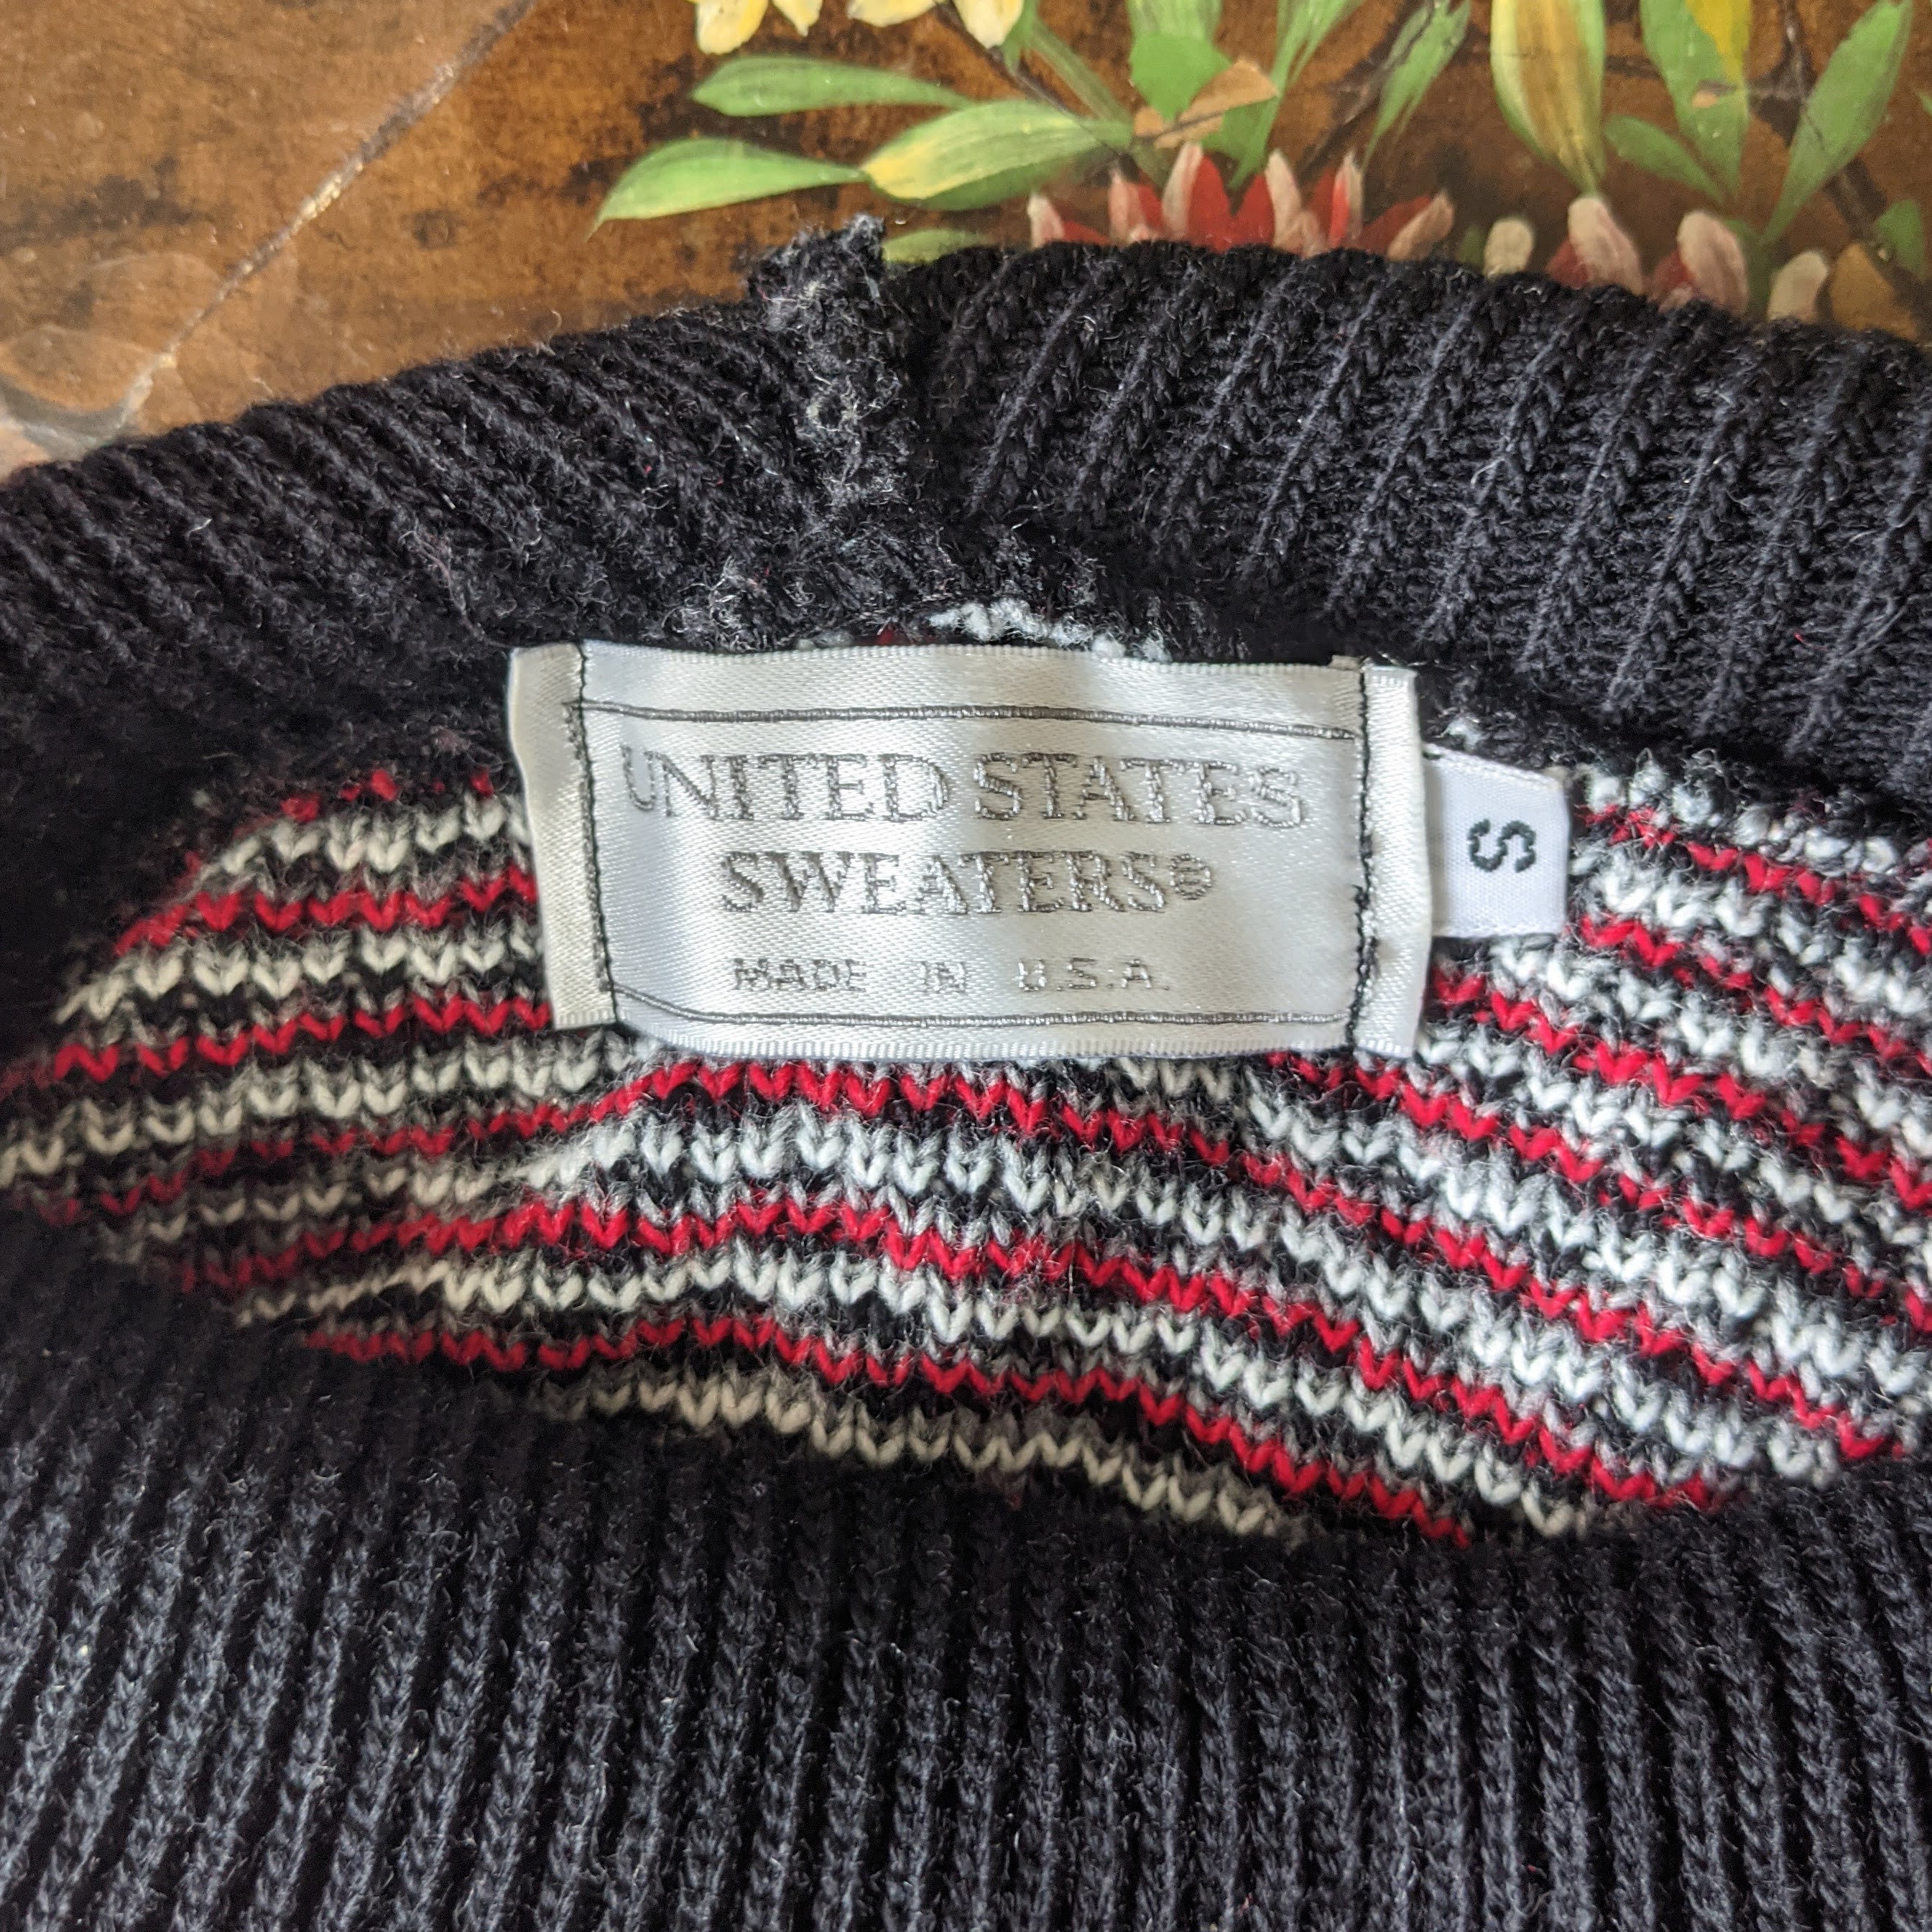 UNITED STATES
SWEATERS®
MADE IN U.S.A.
S